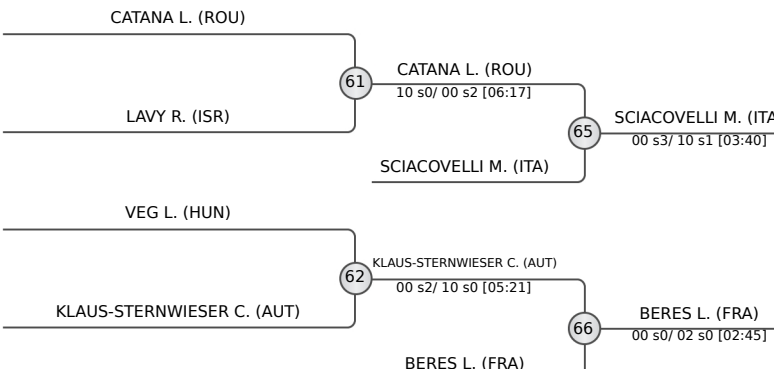 CATANA L. (ROU)
61
CATANA L. (ROU)
10 s0/ 00 s2 [06:17]
LAVY R. (ISR)
65
SCIACOVELLI M. (ITA
00 s3/ 10 s1 [03:40]
SCIACOVELLI M. (ITA)
VEG L. (HUN)
62
KLAUS-STERNWIESER C. (AUT)
00 s2/ 10 s0 [05:21]
KLAUS-STERNWIESER C. (AUT)
66
BERES L. (FRA)
00 s0/ 02 s0 [02:45]
BERES L. (FRA)